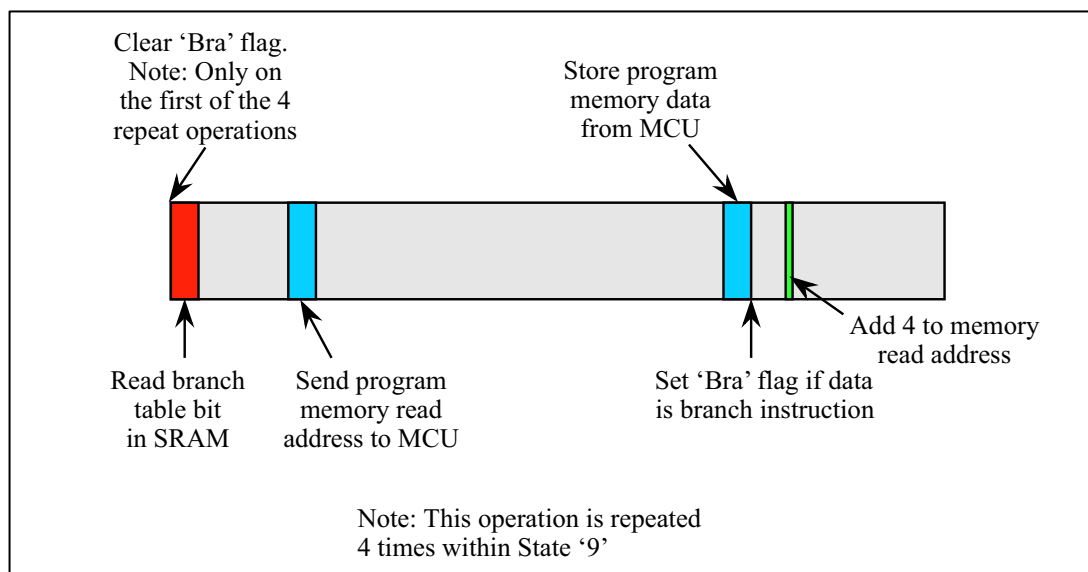 Clear ‘Bra’ flag.
Note: Only on
the first of the 4
repeat operations
Store program
memory data
from MCU
Read branch
table bit
in SRAM
Send program
memory read
address to MCU
Set ‘Bra’ flag if data
is branch instruction
Add 4 to memory
read address
Note: This operation is repeated
4 times within State ‘9’